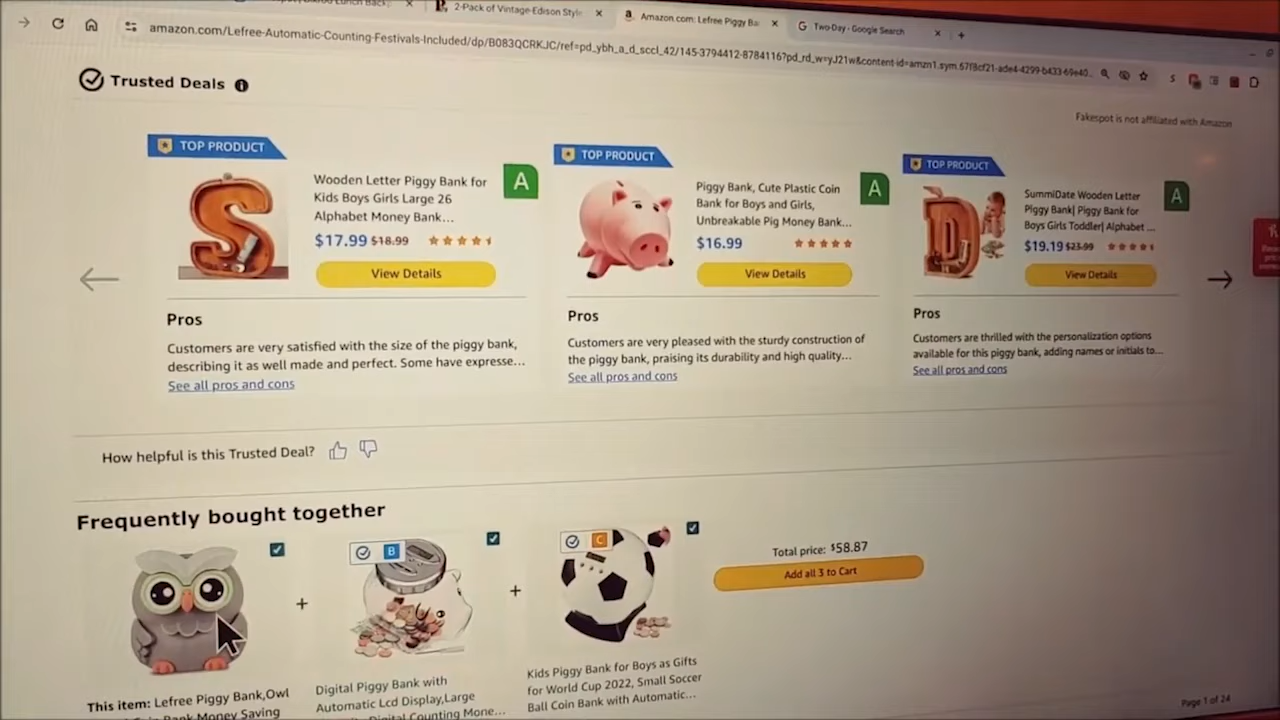 2-Pack of Vintage-Edison Style
Amazon.com: Lefree Piggy Ba
Two-Day - Google Search
amazon.com/Lefree-Automatic-Counting-Festivals-Included/dp/B083QCRKJC/ref=pd_ybh_a_d_sccl_42/145-3794412-8784116?pd_rd_w=yJ21w&content-id=amzn1.sym.67f8cf21-ade4-4299-b433-69e40...
Trusted Deals
Fakespot is not affiliated with Amazon
TOP PRODUCT
Wooden Letter Piggy Bank for
Kids Boys Girls Large 26
Alphabet Money Bank...
A
$17.99 $18.99
View Details
Pros
Customers are very satisfied with the size of the piggy bank,
describing it as well made and perfect. Some have expresse...
See all pros and cons
TOP PRODUCT
Piggy Bank, Cute Plastic Coin
Bank for Boys and Girls,
Unbreakable Pig Money Bank...
A
$16.99
View Details
Pros
Customers are very pleased with the sturdy construction of
the piggy bank, praising its durability and high quality...
See all pros and cons
TOP PRODUCT
SummiDate Wooden Letter
Piggy Bank| Piggy Bank for
Boys Girls Toddler| Alphabet ...
A
$19.19 $23.99
View Details
Pros
Customers are thrilled with the personalization options
available for this piggy bank, adding names or initials to...
See all pros and cons
How helpful is this Trusted Deal?
Frequently bought together
B
C
Total price: $58.87
Add all 3 to Cart
This item: Lefree Piggy Bank,Owl
Bank Money Saving
Digital Piggy Bank with
Automatic Lcd Display,Large
Digital Counting Mone...
Kids Piggy Bank for Boys as Gifts
for World Cup 2022, Small Soccer
Ball Coin Bank with Automatic...
Page 1 of 24